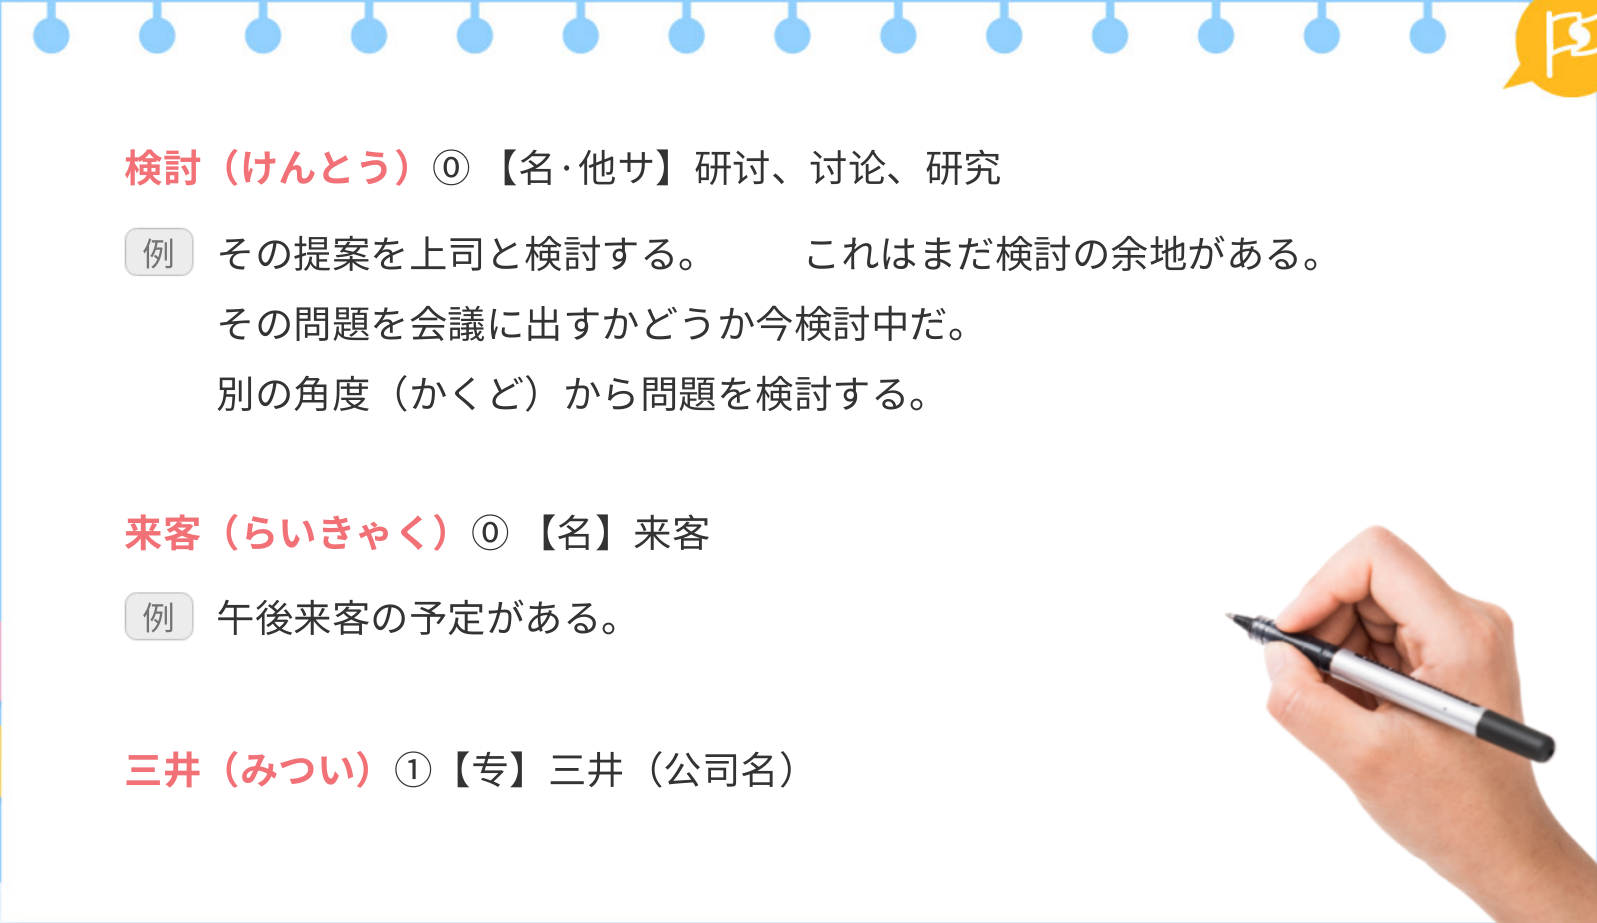 検討（けんとう）⓪【名·他サ】研讨、讨论、研究
例 その提案を上司と検討する。 これはまだ検討の余地がある。
その問題を会議に出すかどうか今検討中だ。
別の角度（かくど）から問題を検討する。
来客（らいきゃく）⓪【名】来客
例 午後来客の予定がある。
三井（みつい）①【专】三井（公司名）